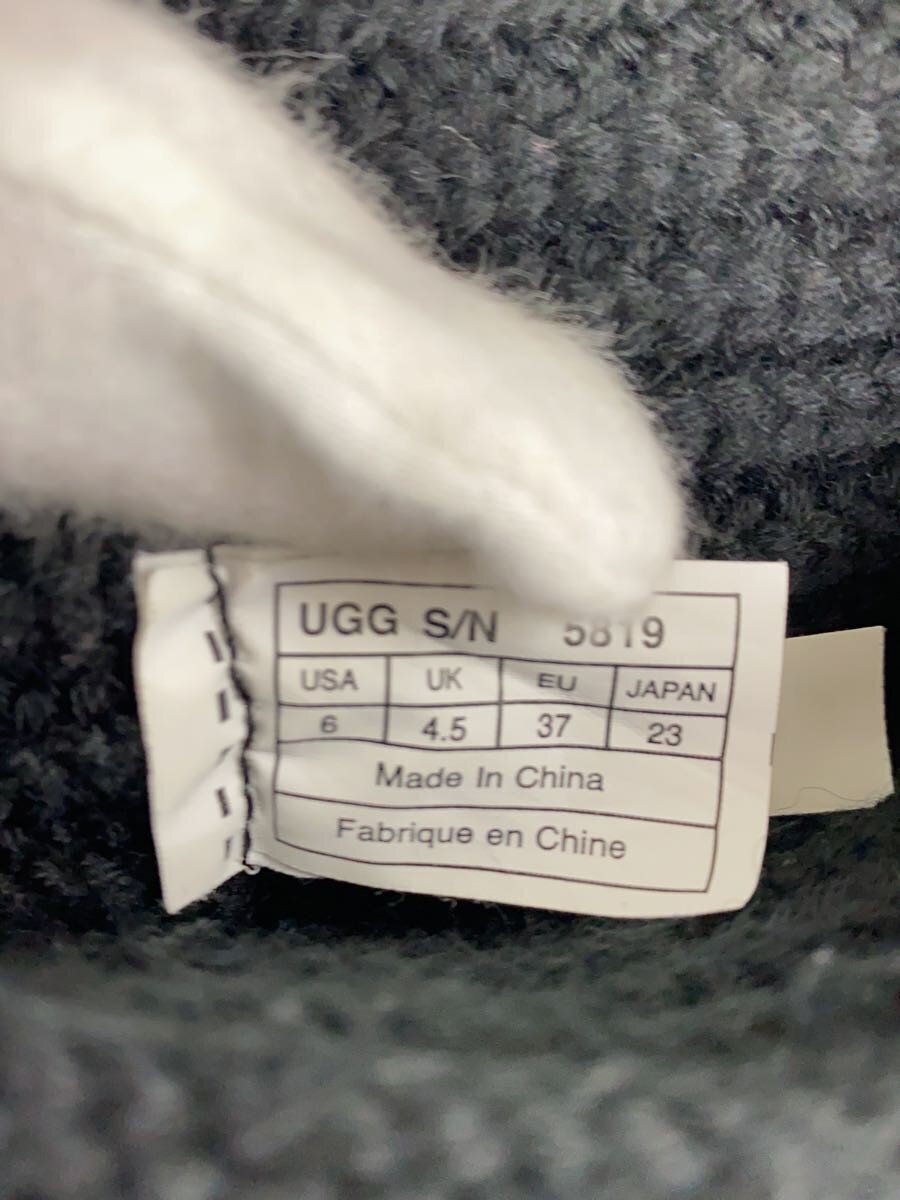 UGG S/N 5819
USA UK EU JAPAN
6 4.5 37 23
Made In China
Fabrique en Chine